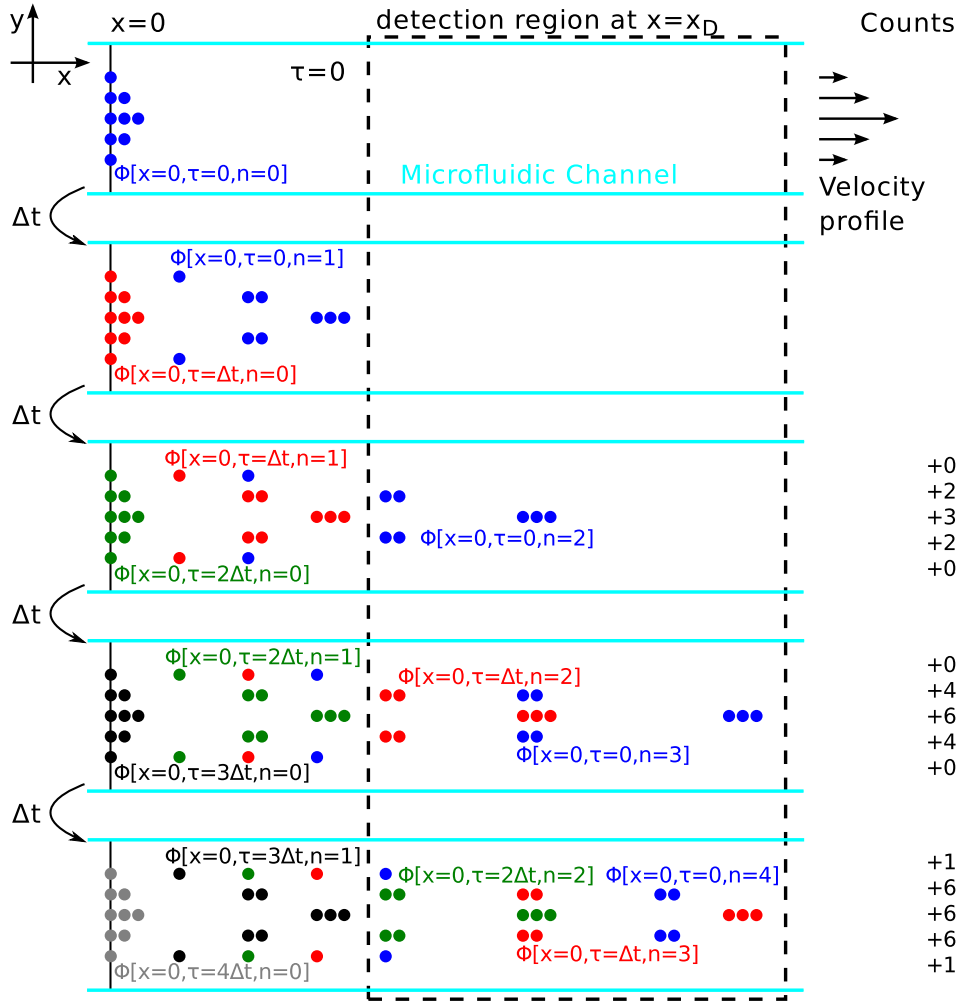 y
x
x=0
detection region at x=x_D
Counts
τ=0
Φ[x=0,τ=0,n=0]
Microfluidic Channel
Velocity
profile
Δt
Φ[x=0,τ=0,n=1]
Φ[x=0,τ=Δt,n=0]
Δt
Φ[x=0,τ=Δt,n=1]
Φ[x=0,τ=0,n=2]
Φ[x=0,τ=2Δt,n=0]
+0
+2
+3
+2
+0
Δt
Φ[x=0,τ=2Δt,n=1]
Φ[x=0,τ=Δt,n=2]
Φ[x=0,τ=0,n=3]
Φ[x=0,τ=3Δt,n=0]
+0
+4
+6
+4
+0
Δt
Φ[x=0,τ=3Δt,n=1]
Φ[x=0,τ=2Δt,n=2]
Φ[x=0,τ=0,n=4]
Φ[x=0,τ=Δt,n=3]
Φ[x=0,τ=4Δt,n=0]
+1
+6
+6
+6
+1